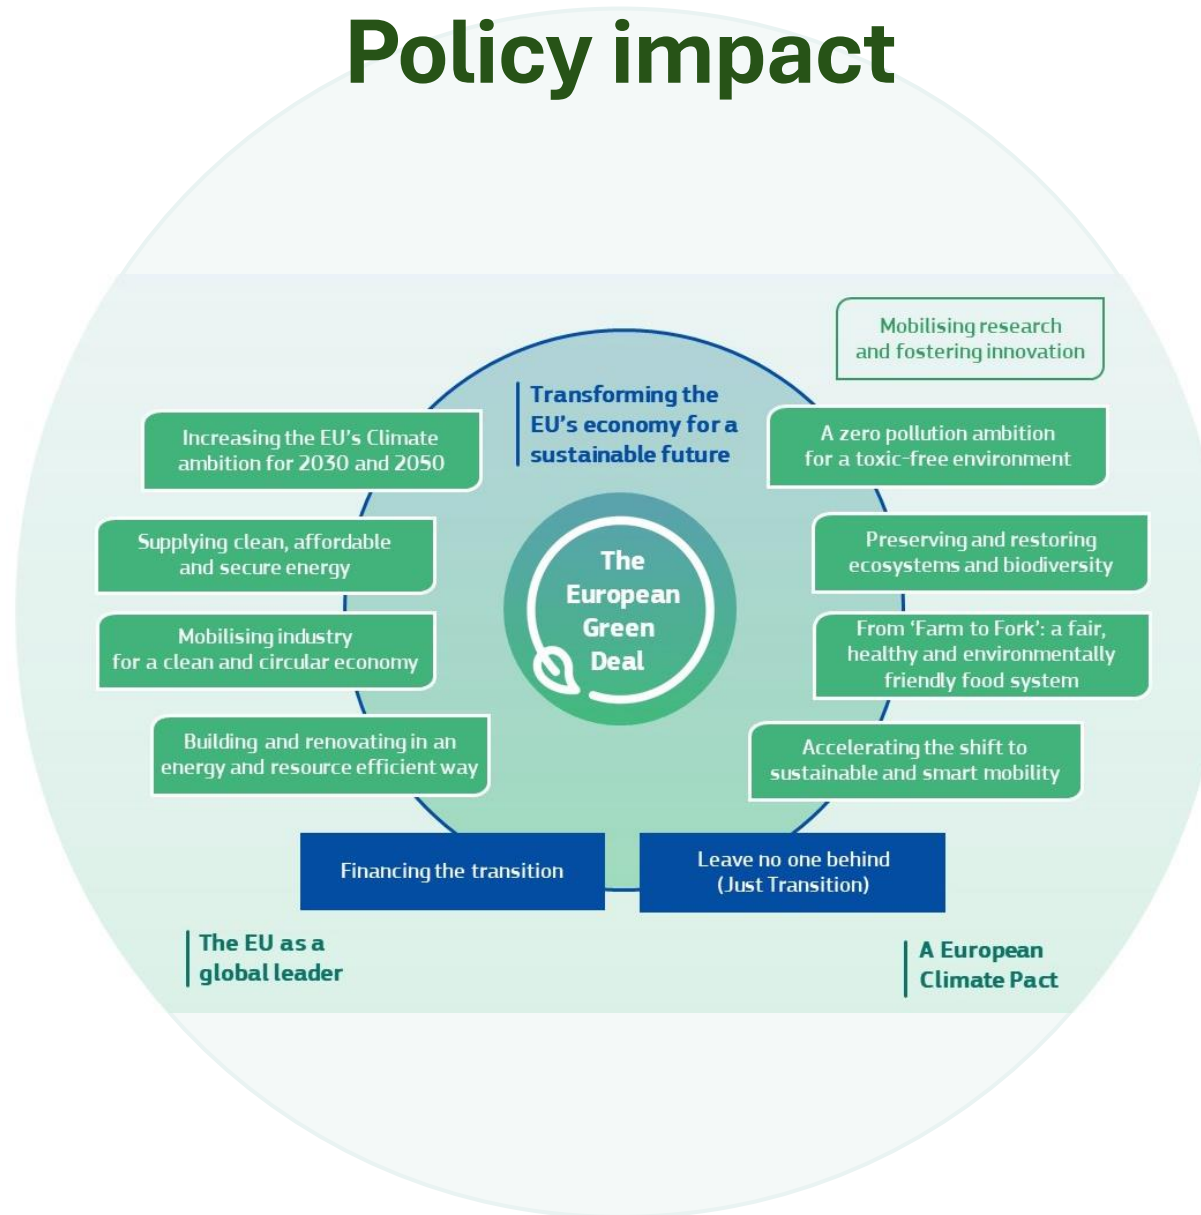 Policy impact
Mobilising research
and fostering innovation
Transforming the
EU's economy for a
sustainable future
Increasing the EU's Climate
ambition for 2030 and 2050
A zero pollution ambition
for a toxic-free environment
Supplying clean, affordable
and secure energy
Preserving and restoring
ecosystems and biodiversity
The
European
Green
Deal
Mobilising industry
for a clean and circular economy
From ‘Farm to Fork’: a fair,
healthy and environmentally
friendly food system
Building and renovating in an
energy and resource efficient way
Accelerating the shift to
sustainable and smart mobility
Financing the transition
Leave no one behind
(Just Transition)
The EU as a
global leader
A European
Climate Pact